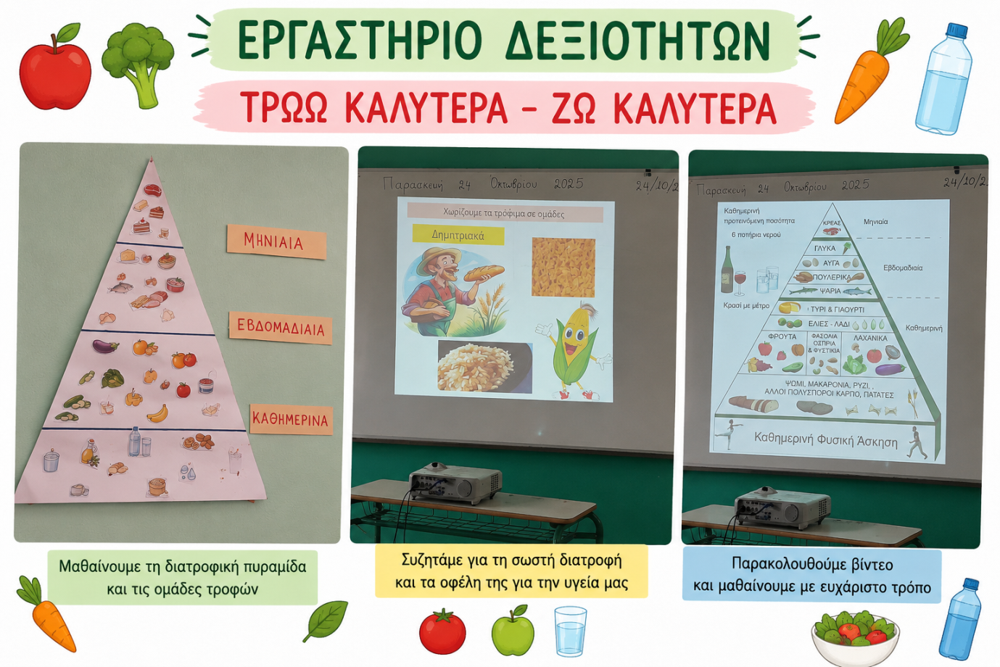 ΕΡΓΑΣΤΗΡΙΟ ΔΕΞΙΟΤΗΤΩΝ
ΤΡΩΩ ΚΑΛΥΤΕΡΑ - ΖΩ ΚΑΛΥΤΕΡΑ
ΜΗΝΙΑΙΑ
ΕΒΔΟΜΑΔΙΑΙΑ
ΚΑΘΗΜΕΡΙΝΑ
Παρασκευή 24 Οκτωβρίου 2025
24/10/2
Χωρίζουμε τα τρόφιμα σε ομάδες
Δημητριακά
Παρασκευή 24 Οκτωβρίου 2025
24/10/2
Καθημερινή
προτεινόμενη ποσότητα
6 ποτήρια νερού
Κρασί με μέτρο
ΚΡΕΑΣ
Μηνιαία
ΓΛΥΚΑ
ΑΥΓΑ
ΠΟΥΛΕΡΙΚΑ
ΨΑΡΙΑ
Εβδομαδιαία
ΤΥΡΙ & ΓΙΑΟΥΡΤΙ
ΕΛΙΕΣ - ΛΑΔΙ
Καθημερινή
ΦΡΟΥΤΑ
ΦΑΣΟΛΙΑ
ΟΣΠΡΙΑ
& ΦΥΣΤΙΚΙΑ
ΛΑΧΑΝΙΚΑ
ΨΩΜΙ, ΜΑΚΑΡΟΝΙΑ, ΡΥΖΙ, ,
ΑΛΛΟΙ ΠΟΛΥΣΠΟΡΟΙ ΚΑΡΠΟ, ΠΑΤΑΤΕΣ
Καθημερινή Φυσική Άσκηση
Μαθαίνουμε τη διατροφική πυραμίδα
και τις ομάδες τροφών
Συζητάμε για τη σωστή διατροφή
και τα οφέλη της για την υγεία μας
Παρακολουθούμε βίντεο
και μαθαίνουμε με ευχάριστο τρόπο